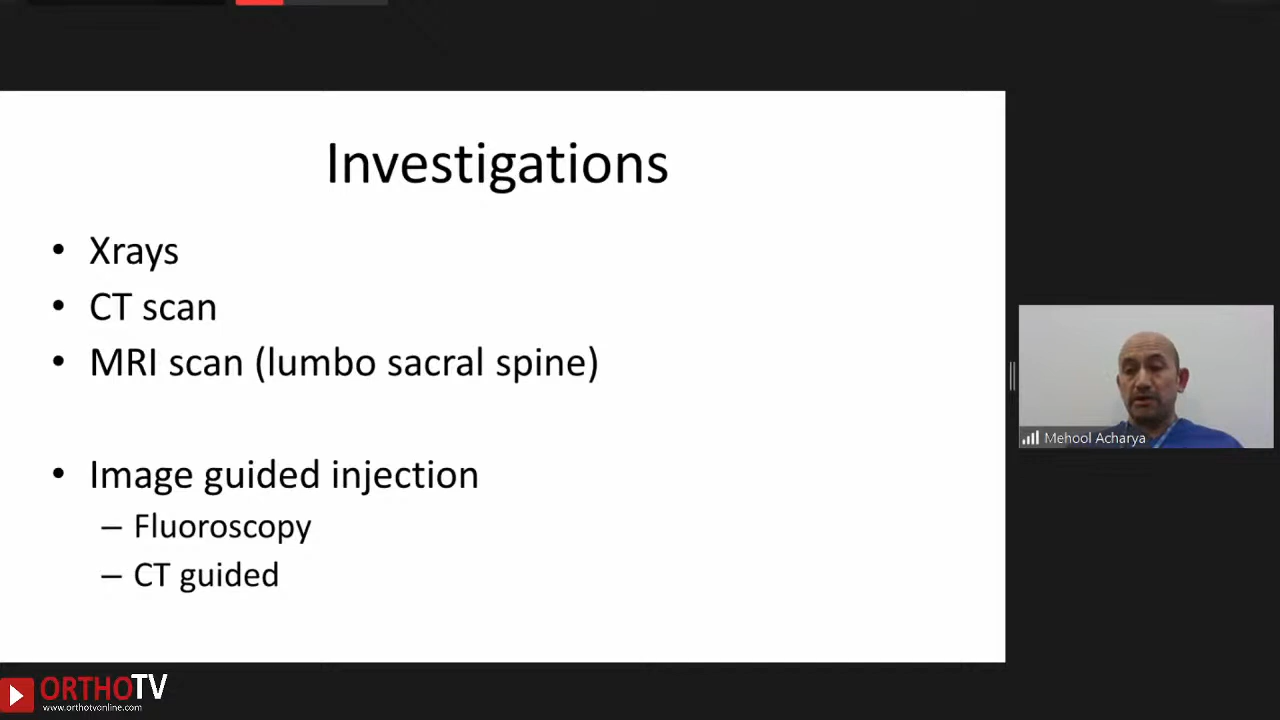 Investigations
• Xrays
• CT scan
• MRI scan (lumbo sacral spine)
• Image guided injection
– Fluoroscopy
– CT guided
Mehool Acharya
ORTHOTV
www.orthotvonline.com